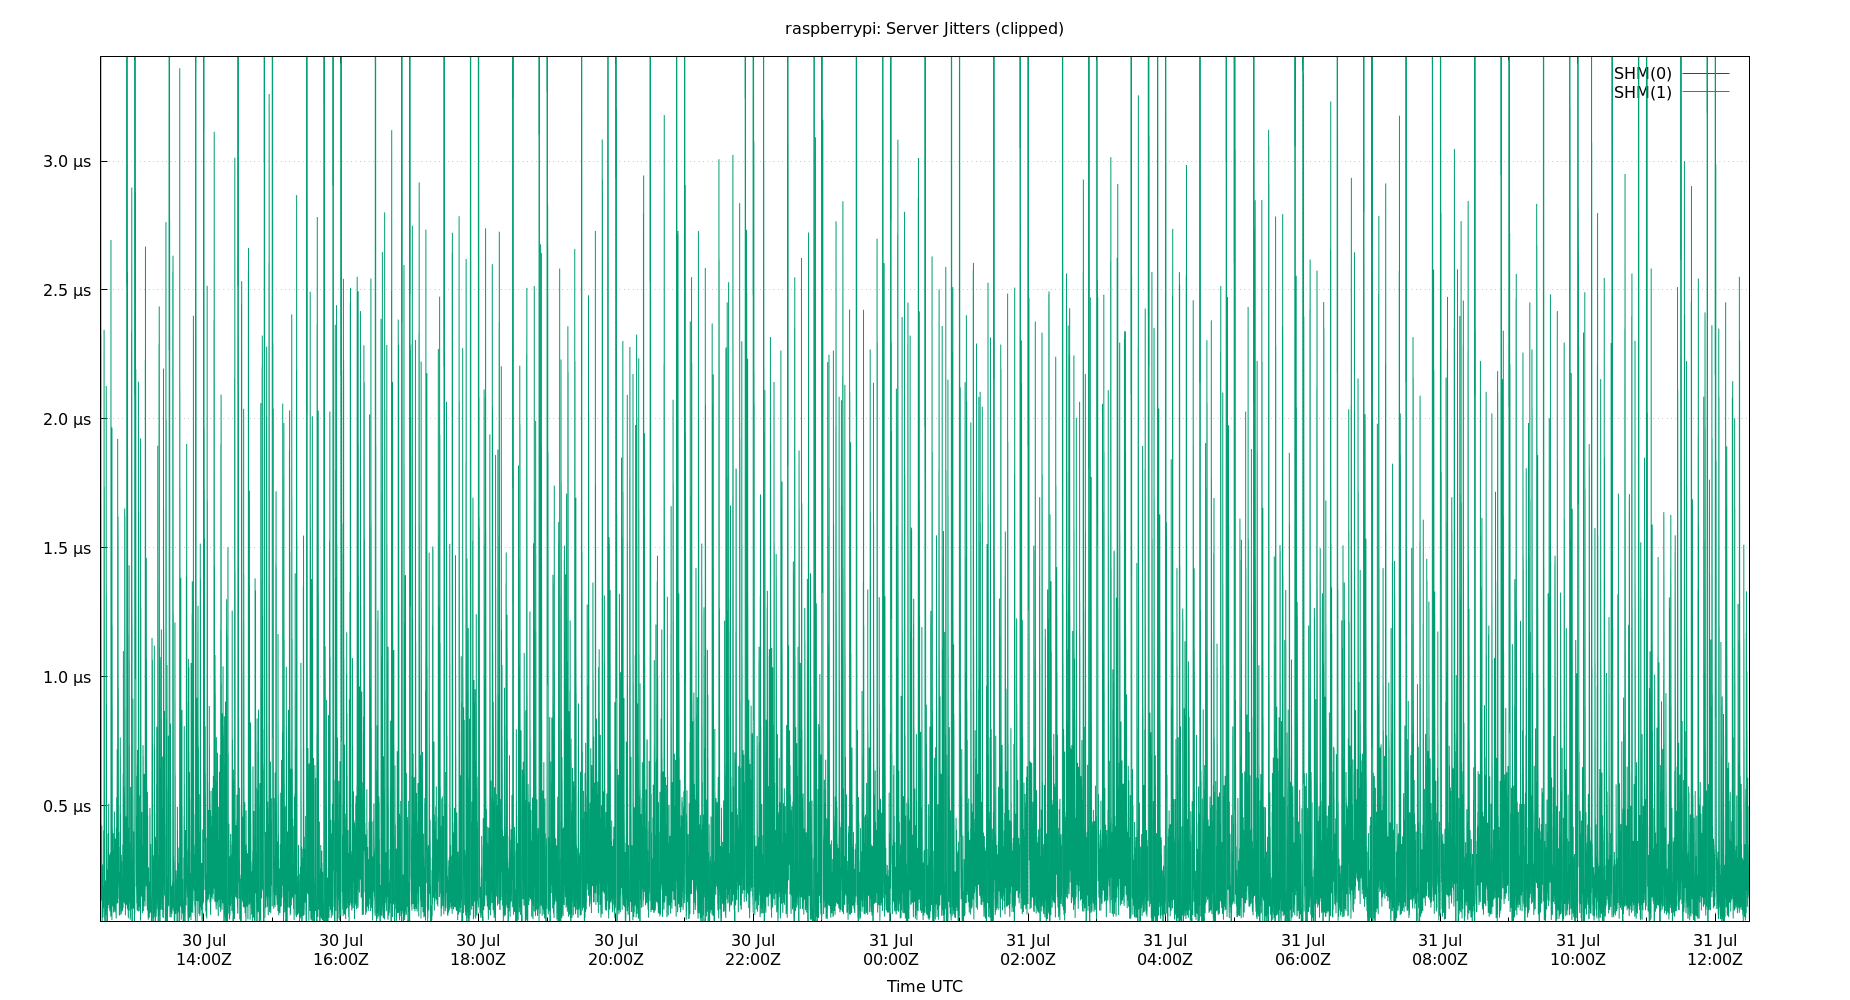 raspberrypi: Server Jitters (clipped)
SHM(0)
SHM(1)
3.0 µs
2.5 µs
2.0 µs
1.5 µs
1.0 µs
0.5 µs
30 Jul 30 Jul 30 Jul 30 Jul 30 Jul 31 Jul 31 Jul 31 Jul 31 Jul 31 Jul 31 Jul 31 Jul
14:00Z 16:00Z 18:00Z 20:00Z 22:00Z 00:00Z 02:00Z 04:00Z 06:00Z 08:00Z 10:00Z 12:00Z
Time UTC